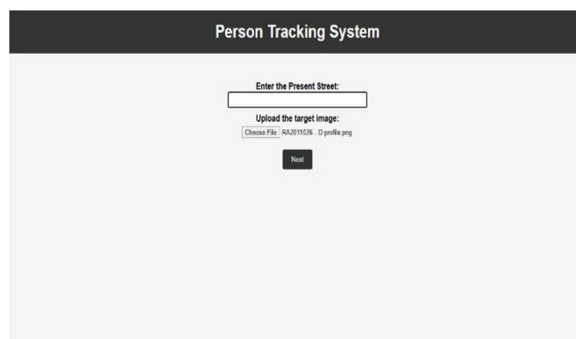 Person Tracking System
Enter the Present Street:
Upload the target image:
Choose File RA2011026...D profile.png
Next